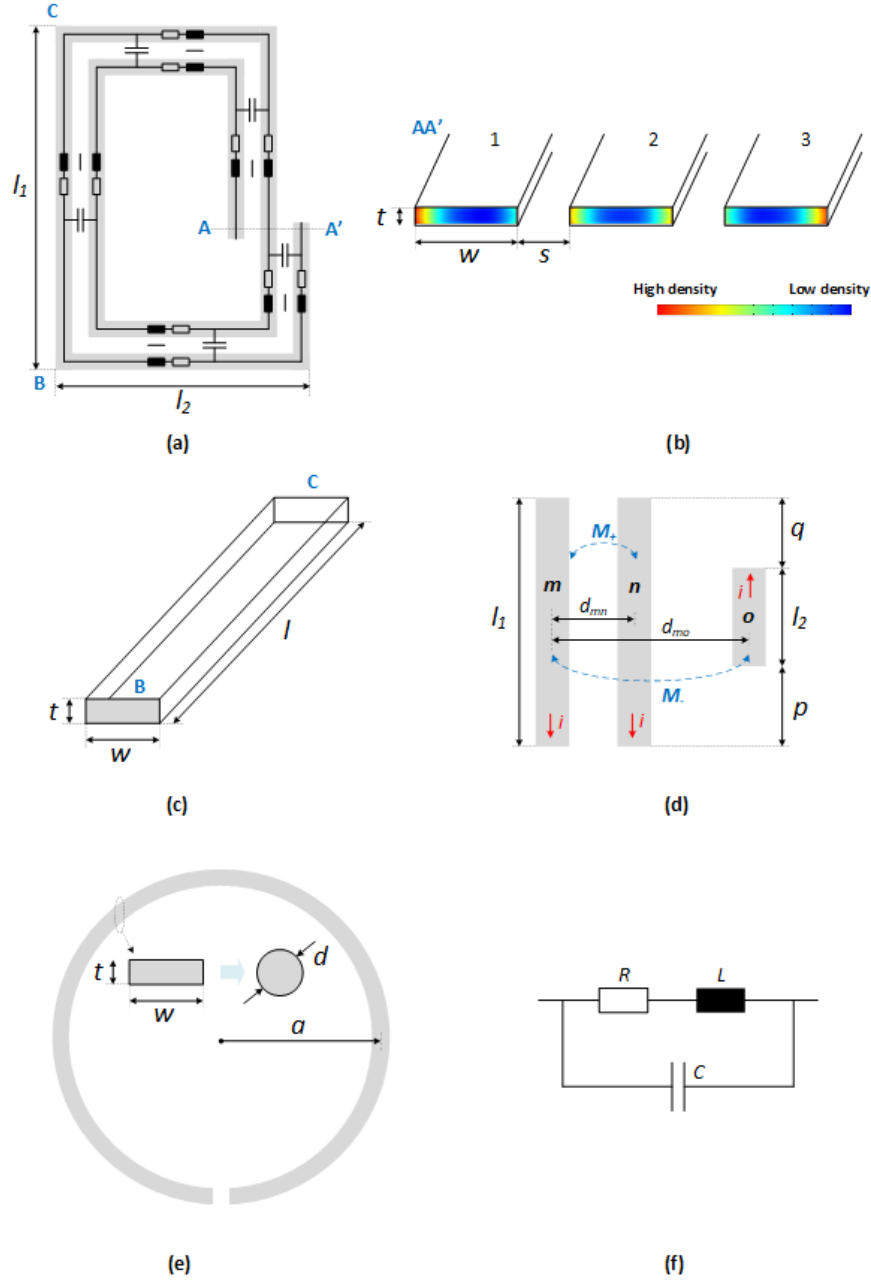 C
l1
A
A'
B
l2
(a)
AA'
1
2
3
t
w
s
High density
Low density
(b)
C
l
B
t
w
(c)
M+
q
m
n
i
o
l1
dmn
l2
dmo
M-
i
i
p
(d)
t
d
w
a
(e)
R
L
C
(f)